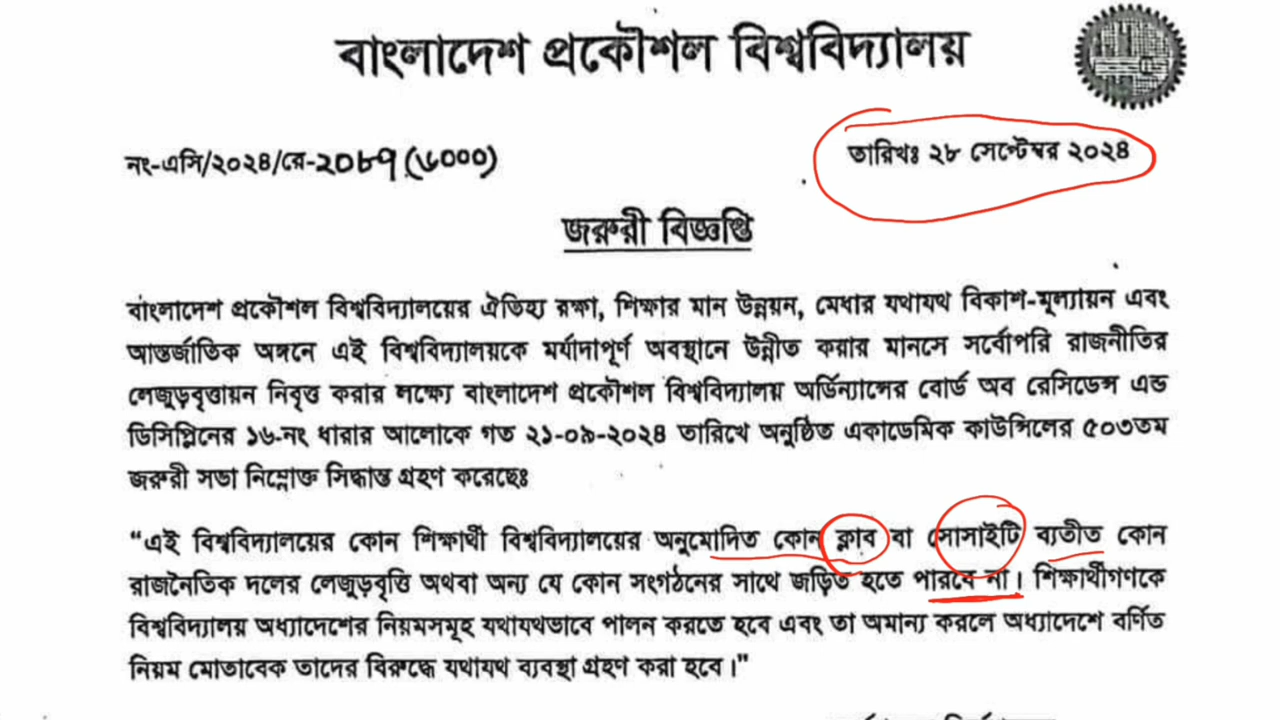 বাংলাদেশ প্রকৌশল বিশ্ববিদ্যালয়
নং-এসি/২০২৪/রে-২০৮৭(৬০০০)
তারিখঃ ২৮ সেপ্টেম্বর ২০২৪
জরুরী বিজ্ঞপ্তি
বাংলাদেশ প্রকৌশল বিশ্ববিদ্যালয়ের ঐতিহ্য রক্ষা, শিক্ষার মান উন্নয়ন, মেধার যথাযথ বিকাশ-মূল্যায়ন এবং
আন্তর্জাতিক অঙ্গনে এই বিশ্ববিদ্যালয়কে মর্যাদাপূর্ণ অবস্থানে উন্নীত করার মানসে সর্বোপরি রাজনীতির
লেজুড়বৃত্তায়ন নিবৃত্ত করার লক্ষ্যে বাংলাদেশ প্রকৌশল বিশ্ববিদ্যালয় অর্ডিন্যান্সের বোর্ড অব রেসিডেন্স এন্ড
ডিসিপ্লিনের ১৬-নং ধারার আলোকে গত ২১-০৯-২০২৪ তারিখে অনুষ্ঠিত একাডেমিক কাউন্সিলের ৫০৩তম
জরুরী সভা নিম্নোক্ত সিদ্ধান্ত গ্রহণ করেছেঃ
“এই বিশ্ববিদ্যালয়ের কোন শিক্ষার্থী বিশ্ববিদ্যালয়ের অনুমোদিত কোন ক্লাব বা সোসাইটি ব্যতীত কোন
রাজনৈতিক দলের লেজুড়বৃত্তি অথবা অন্য যে কোন সংগঠনের সাথে জড়িত হতে পারবে না। শিক্ষার্থীগণকে
বিশ্ববিদ্যালয় অধ্যাদেশের নিয়মসমূহ যথাযথভাবে পালন করতে হবে এবং তা অমান্য করলে অধ্যাদেশে বর্ণিত
নিয়ম মোতাবেক তাদের বিরুদ্ধে যথাযথ ব্যবস্থা গ্রহণ করা হবে।”